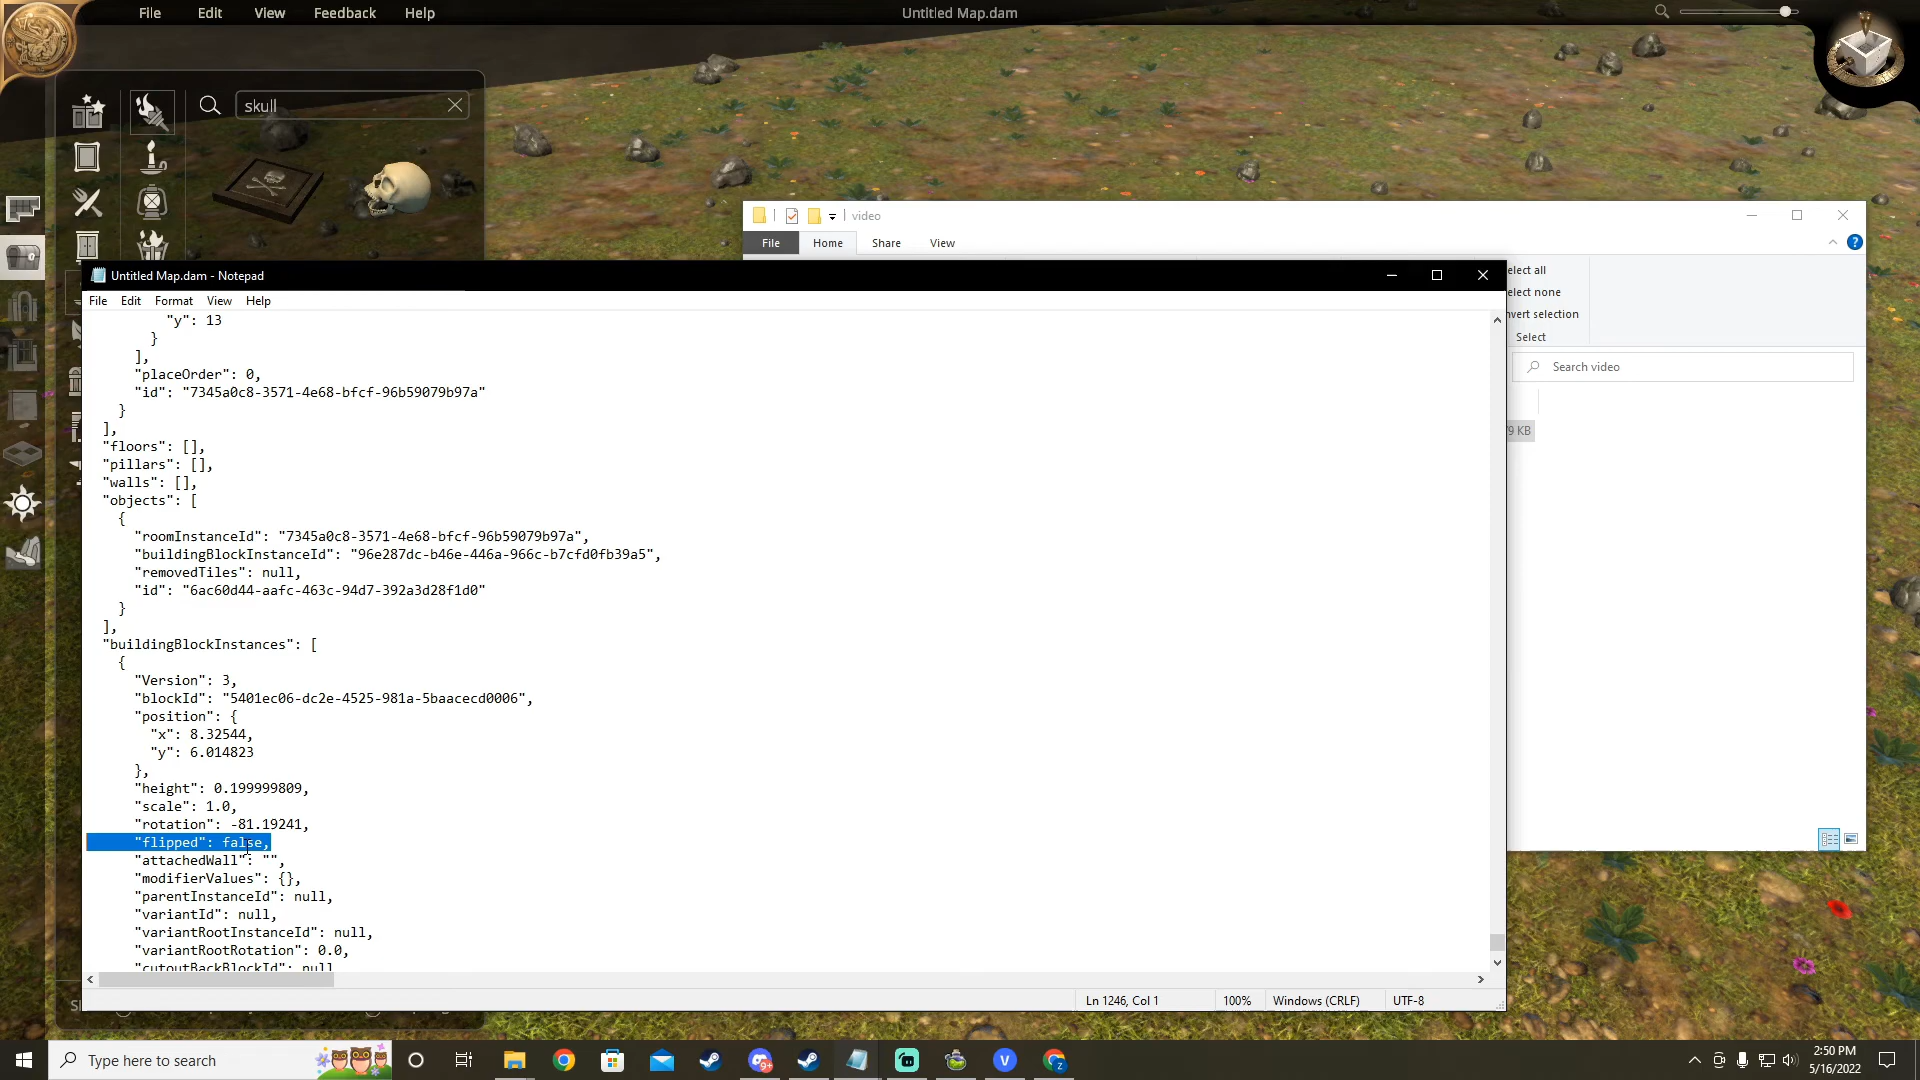 File Edit View Feedback Help
Untitled Map.dam
skull
video
File Home Share View
elect all
elect none
nvert selection
Select
Search video
9 KB
Untitled Map.dam - Notepad
File Edit Format View Help
"y": 13
}
],
"placeOrder": 0,
"id": "7345a0c8-3571-4e68-bfcf-96b59079b97a"
}
],
"floors": [],
"pillars": [],
"walls": [],
"objects": [
{
"roomInstanceId": "7345a0c8-3571-4e68-bfcf-96b59079b97a",
"buildingBlockInstanceId": "96e287dc-b46e-446a-966c-b7cfd0fb39a5",
"removedTiles": null,
"id": "6ac60d44-aafc-463c-94d7-392a3d28f1d0"
}
],
"buildingBlockInstances": [
{
"Version": 3,
"blockId": "5401ec06-dc2e-4525-981a-5baacecd0006",
"position": {
"x": 8.32544,
"y": 6.014823
},
"height": 0.199999809,
"scale": 1.0,
"rotation": -81.19241,
"flipped": false,
"attachedWall": "",
"modifierValues": {},
"parentInstanceId": null,
"variantId": null,
"variantRootInstanceId": null,
"variantRootRotation": 0.0,
"cutoutBackBlockId": null
Ln 1246, Col 1 100% Windows (CRLF) UTF-8
Type here to search
9+
V
Z
2:50 PM
5/16/2022